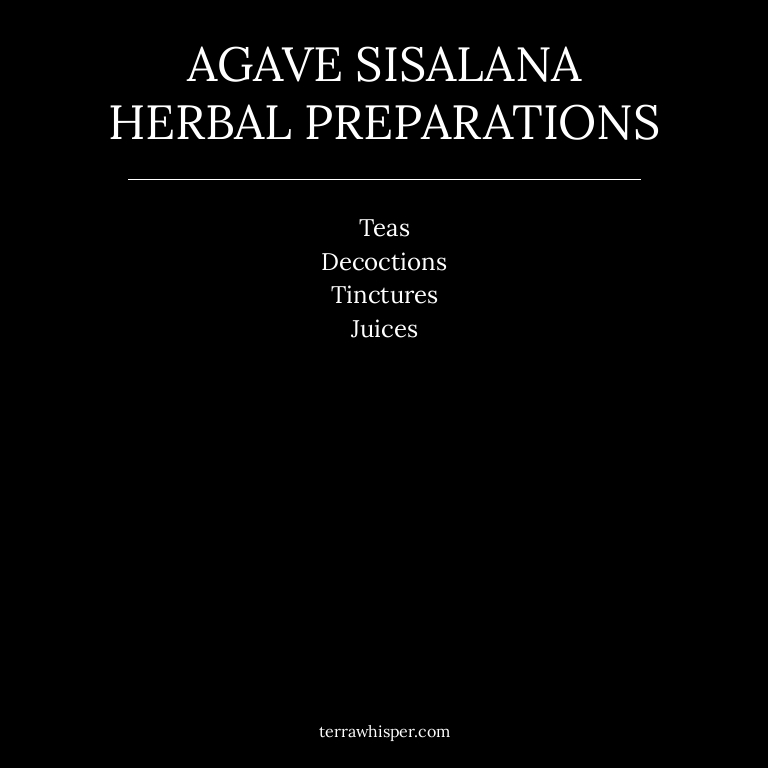 AGAVE SISALANA
HERBAL PREPARATIONS
Teas
Decoctions
Tinctures
Juices
terrawhisper.com